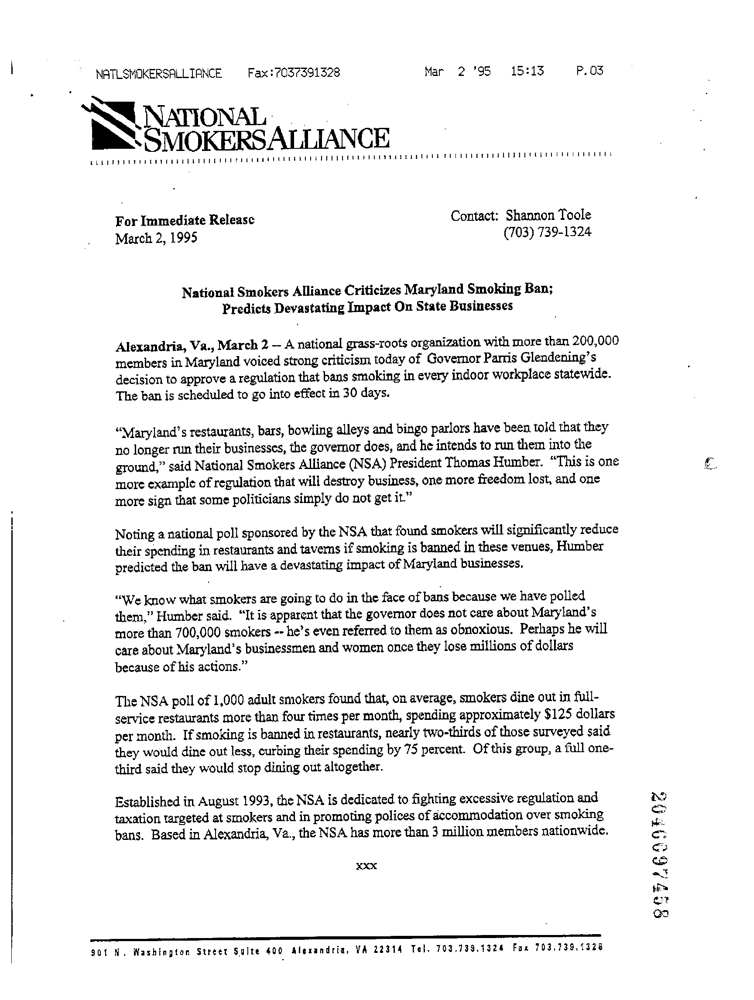 NATLSMOKERSALLIANCE Fax:7037391328 Mar 2 '95 15:13 P.03
NATIONAL
SMOKERS ALLIANCE
For Immediate Release
March 2, 1995
Contact: Shannon Toole
(703) 739-1324
National Smokers Alliance Criticizes Maryland Smoking Ban;
Predicts Devastating Impact On State Businesses
Alexandria, Va., March 2 -- A national grass-roots organization with more than 200,000
members in Maryland voiced strong criticism today of Governor Parris Glendening's
decision to approve a regulation that bans smoking in every indoor workplace statewide.
The ban is scheduled to go into effect in 30 days.
“Maryland's restaurants, bars, bowling alleys and bingo parlors have been told that they
no longer run their businesses, the governor does, and he intends to run them into the
ground,” said National Smokers Alliance (NSA) President Thomas Humber. “This is one
more example of regulation that will destroy business, one more freedom lost, and one
more sign that some politicians simply do not get it.”
Noting a national poll sponsored by the NSA that found smokers will significantly reduce
their spending in restaurants and taverns if smoking is banned in these venues, Humber
predicted the ban will have a devastating impact of Maryland businesses.
“We know what smokers are going to do in the face of bans because we have polled
them,” Humber said. “It is apparent that the governor does not care about Maryland's
more than 700,000 smokers -- he's even referred to them as obnoxious. Perhaps he will
care about Maryland's businessmen and women once they lose millions of dollars
because of his actions.”
The NSA poll of 1,000 adult smokers found that, on average, smokers dine out in full-
service restaurants more than four times per month, spending approximately $125 dollars
per month. If smoking is banned in restaurants, nearly two-thirds of those surveyed said
they would dine out less, curbing their spending by 75 percent. Of this group, a full one-
third said they would stop dining out altogether.
Established in August 1993, the NSA is dedicated to fighting excessive regulation and
taxation targeted at smokers and in promoting polices of accommodation over smoking
bans. Based in Alexandria, Va., the NSA has more than 3 million members nationwide.
xxx
2046697458
901 N. Washington Street Suite 400 Alexandria, VA 22314 Tel. 703.739.1324 Fax 703.739.1328